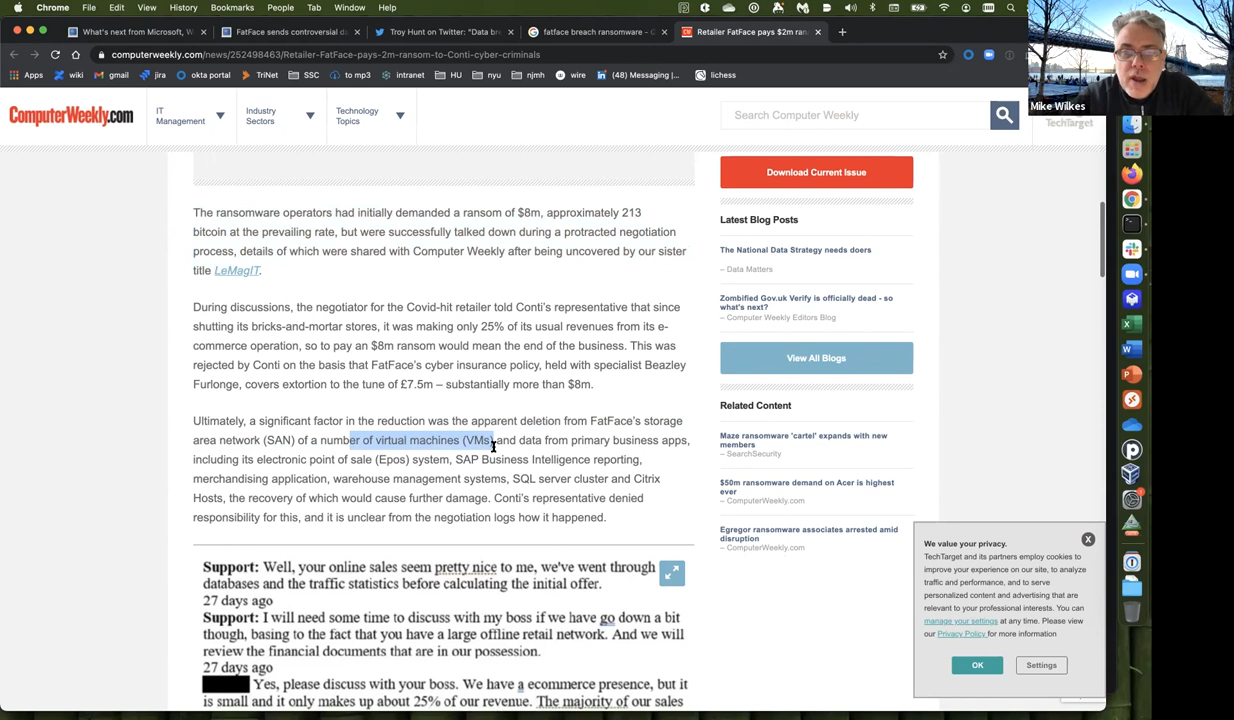 Chrome File Edit View History Bookmarks People Tab Window Help
What's next from Microsoft, W
FatFace sends controversial da
Troy Hunt on Twitter: "Data bre
fatface breach ransomware - G
Retailer FatFace pays $2m ran
computerweekly.com/news/252498463/Retailer-FatFace-pays-2m-ransom-to-Conti-cyber-criminals
Apps wiki gmail jira okta portal TriNet SSC to mp3 intranet HU nyu njmh wire (48) Messaging |... lichess
Mike Wilkes
ComputerWeekly.com
IT
Management
Industry
Sectors
Technology
Topics
Search Computer Weekly
TechTarget
The ransomware operators had initially demanded a ransom of $8m, approximately 213
bitcoin at the prevailing rate, but were successfully talked down during a protracted negotiation
process, details of which were shared with Computer Weekly after being uncovered by our sister
title LeMagIT.
During discussions, the negotiator for the Covid-hit retailer told Conti's representative that since
shutting its bricks-and-mortar stores, it was making only 25% of its usual revenues from its e-
commerce operation, so to pay an $8m ransom would mean the end of the business. This was
rejected by Conti on the basis that FatFace's cyber insurance policy, held with specialist Beazley
Furlonge, covers extortion to the tune of £7.5m – substantially more than $8m.
Ultimately, a significant factor in the reduction was the apparent deletion from FatFace's storage
area network (SAN) of a number of virtual machines (VMs) and data from primary business apps,
including its electronic point of sale (Epos) system, SAP Business Intelligence reporting,
merchandising application, warehouse management systems, SQL server cluster and Citrix
Hosts, the recovery of which would cause further damage. Conti's representative denied
responsibility for this, and it is unclear from the negotiation logs how it happened.
Support: Well, your online sales seem pretty nice to me, we've went through
databases and the traffic statistics before calculating the initial offer.
27 days ago
Support: I will need some time to discuss with my boss if we have go down a bit
though, basing to the fact that you have a large offline retail network. And we will
review the financial documents that are in our possession.
27 days ago
Yes, please discuss with your boss. We have a ecommerce presence, but it
is small and it only makes up about 25% of our revenue. The majority of our sales
Download Current Issue
Latest Blog Posts
The National Data Strategy needs doers
– Data Matters
Zombified Gov.uk Verify is officially dead - so
what's next?
– Computer Weekly Editors Blog
View All Blogs
Related Content
Maze ransomware 'cartel' expands with new
members
– SearchSecurity
$50m ransomware demand on Acer is highest
ever
– ComputerWeekly.com
Egregor ransomware associates arrested amid
disruption
– ComputerWeekly.com
We value your privacy.
X
TechTarget and its partners employ cookies to
improve your experience on our site, to analyze
traffic and performance, and to serve
personalized content and advertising that are
relevant to your professional interests. You can
manage your settings at any time. Please view
our Privacy Policy for more information
OK Settings